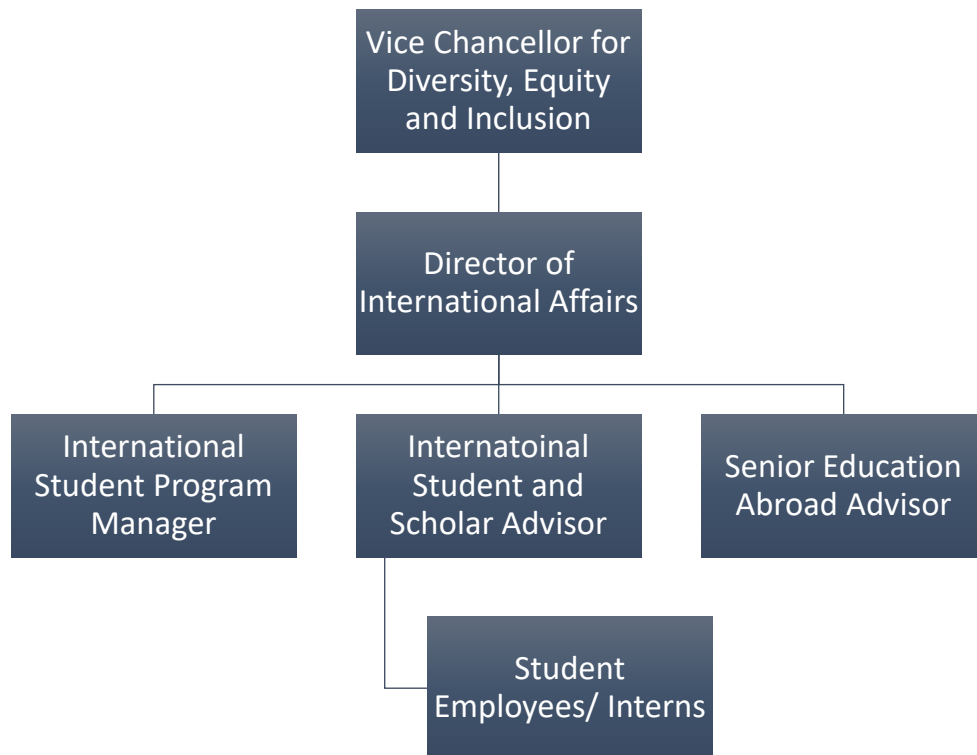 Vice Chancellor for
Diversity, Equity
and Inclusion
Director of
International Affairs
International
Student Program
Manager
Internatoinal
Student and
Scholar Advisor
Senior Education
Abroad Advisor
Student
Employees/ Interns